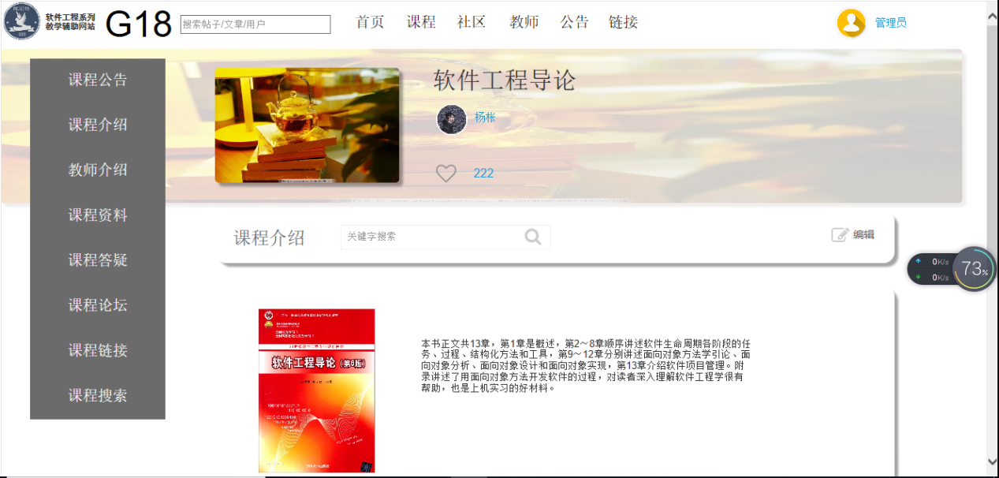 软件工程系列
教学辅助网站
G18
搜索帖子/文章/用户
首页 课程 社区 教师 公告 链接
管理员
课程公告
课程介绍
教师介绍
课程资料
课程答疑
课程论坛
课程链接
课程搜索
软件工程导论
杨枨
222
课程介绍
关键字搜索
编辑
0K/s
0K/s
73%
软件工程导论(第6版)
本书正文共13章，第1章是概述，第2～8章顺序讲述软件生命周期各阶段的任
务、过程、结构化方法和工具，第9～12章分别讲述面向对象方法学引论、面
向对象分析、面向对象设计和面向对象实现，第13章介绍软件项目管理。附
录讲述了用面向对象方法开发软件的过程，对读者深入理解软件工程学很有
帮助，也是上机实习的好材料。